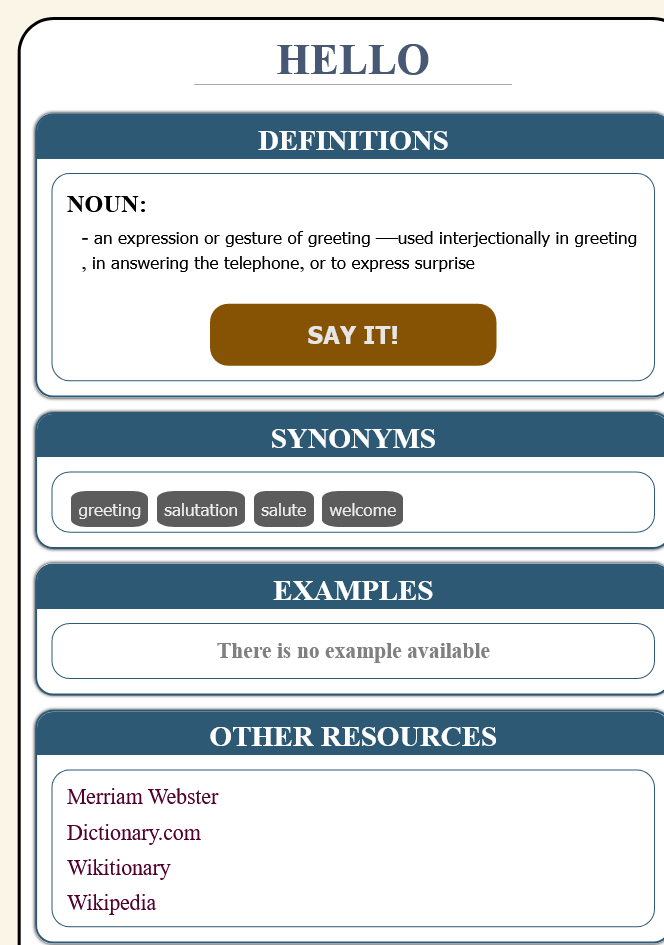 HELLO
DEFINITIONS
NOUN:
- an expression or gesture of greeting —used interjectionally in greeting
, in answering the telephone, or to express surprise
SAY IT!
SYNONYMS
greeting salutation salute welcome
EXAMPLES
There is no example available
OTHER RESOURCES
Merriam Webster
Dictionary.com
Wikitionary
Wikipedia